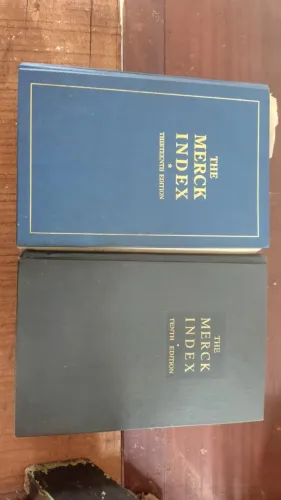 THE
MERCK
INDEX
*
THIRTEENTH EDITION
THE
MERCK
INDEX
*
TENTH EDITION